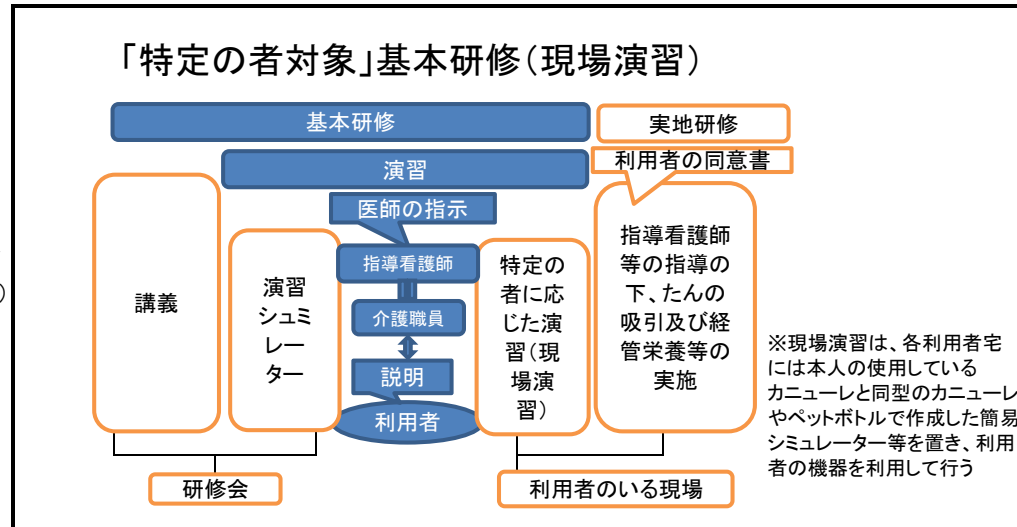 「特定の者対象」基本研修（現場演習）
基本研修
実地研修
演習
利用者の同意書
医師の指示
講義
演習
シュミ
レー
ター
指導看護師
介護職員
説明
利用者
特定の
者に応
じた演
習（現
場演
習）
指導看護師
等の指導の
下、たんの
吸引及び経
管栄養等の
実施
）
※現場演習は、各利用者宅
には本人の使用している
カニューレと同型のカニューレ
やペットボトルで作成した簡易
シミュレーター等を置き、利用
者の機器を利用して行う
研修会
利用者のいる現場